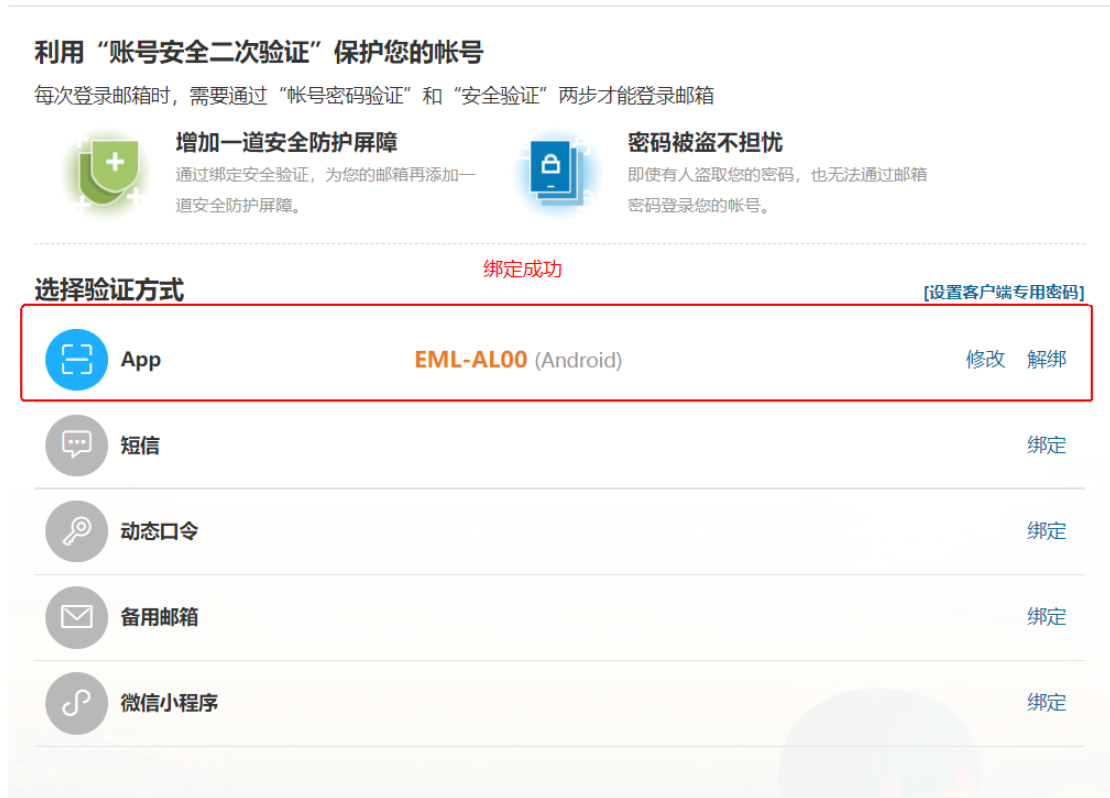 利用“账号安全二次验证”保护您的帐号
每次登录邮箱时，需要通过“帐号密码验证”和“安全验证”两步才能登录邮箱
增加一道安全防护屏障
通过绑定安全验证，为您的邮箱再添加一
道安全防护屏障。
密码被盗不担忧
即使有人盗取您的密码，也无法通过邮箱
密码登录您的帐号。
绑定成功
选择验证方式
[设置客户端专用密码]
App EML-AL00 (Android) 修改 解绑
短信 绑定
动态口令 绑定
备用邮箱 绑定
微信小程序 绑定